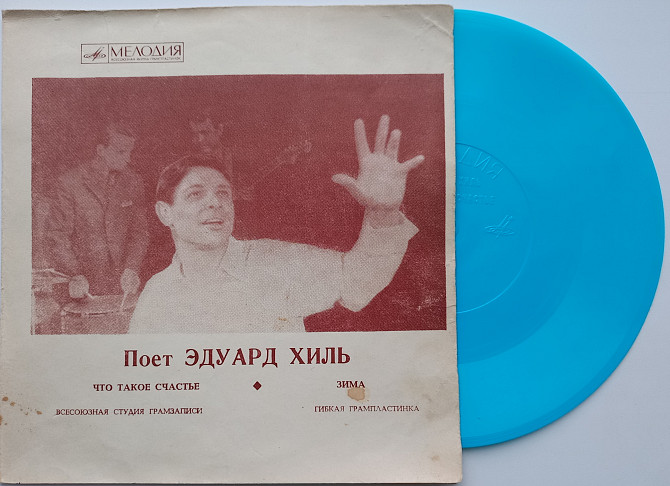 МЕЛОДИЯ
Поет ЭДУАРД ХИЛЬ
ЧТО ТАКОЕ СЧАСТЬЕ ◆ ЗИМА
ВСЕСОЮЗНАЯ СТУДИЯ ГРАМЗАПИСИ ГИБКАЯ ГРАМПЛАСТИНКА